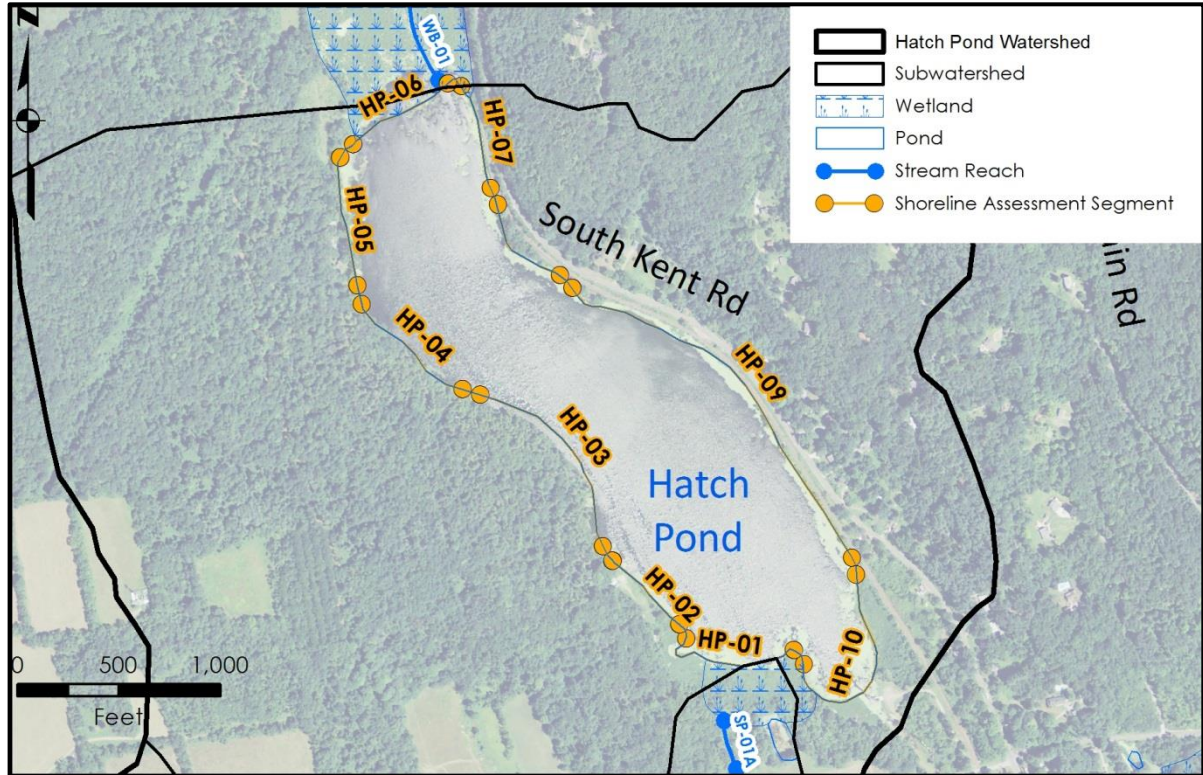 Z
WB-01
HP-06
HP-07
HP-05
South Kent Rd
HP-04
HP-09
HP-03
Hatch
Pond
HP-02
HP-01
HP-10
SP-01A
0 500 1,000
Feet
Hatch Pond Watershed
Subwatershed
Wetland
Pond
Stream Reach
Shoreline Assessment Segment
Rd